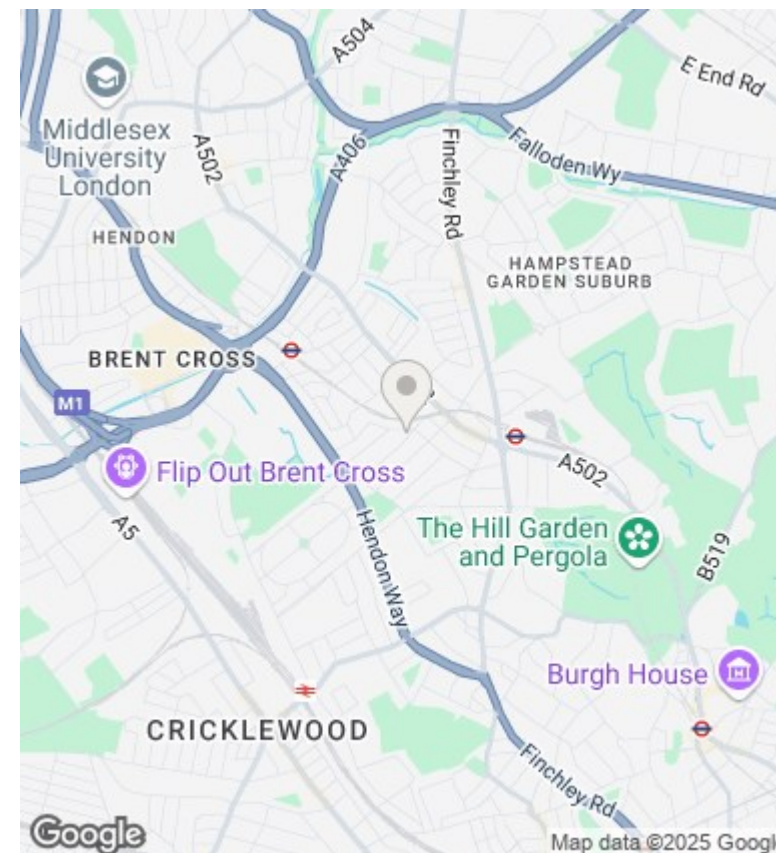 A504
E End Rd
Middlesex
University
London
A502
A406
Finchley Rd
Falloden Wy
HENDON
HAMPSTEAD
GARDEN SUBURB
BRENT CROSS
M1
Flip Out Brent Cross
A502
A5
The Hill Garden
and Pergola
B519
Hendon Way
Burgh House
CRICKLEWOOD
Finchley Rd
Google
Map data ©2025 Googl